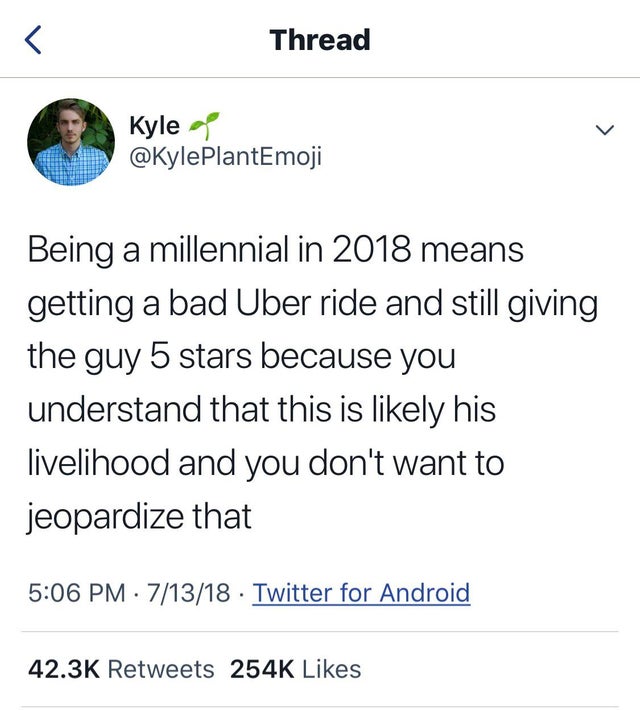 Thread
Kyle 🌱
@KylePlantEmoji
Being a millennial in 2018 means
getting a bad Uber ride and still giving
the guy 5 stars because you
understand that this is likely his
livelihood and you don't want to
jeopardize that
5:06 PM · 7/13/18 · Twitter for Android
42.3K Retweets 254K Likes